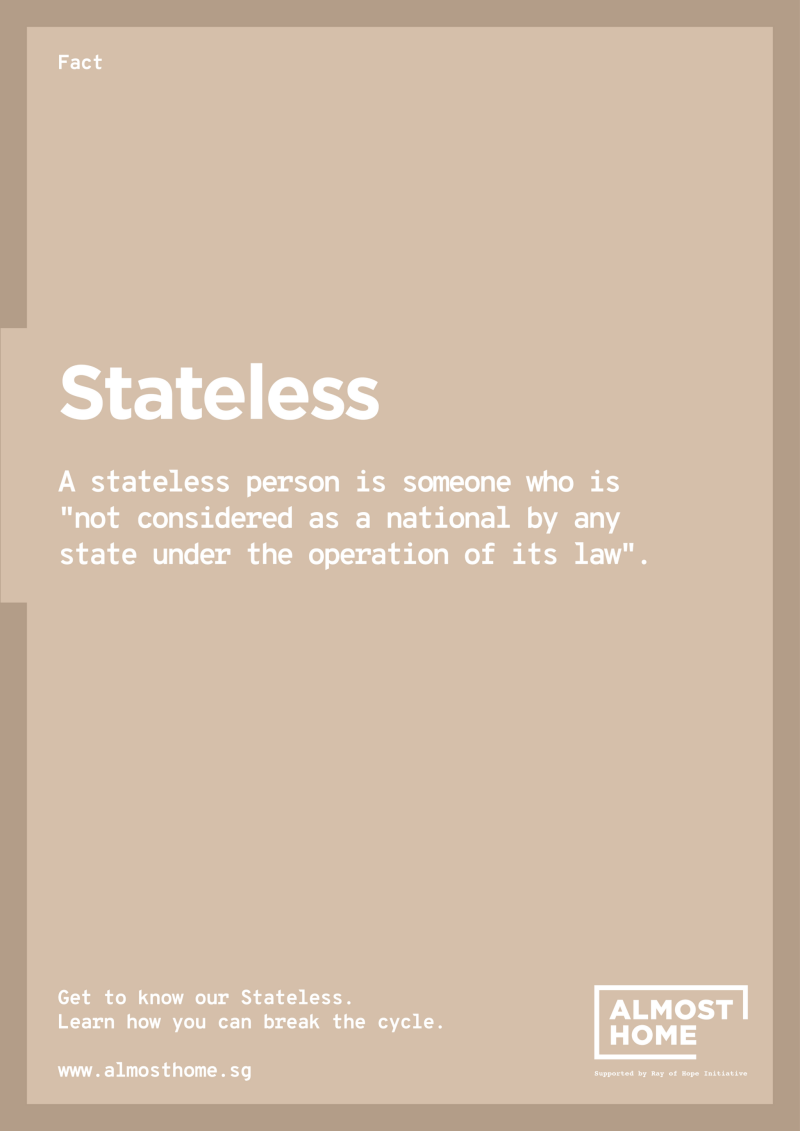 Fact
Stateless
A stateless person is someone who is
"not considered as a national by any
state under the operation of its law".
Get to know our Stateless.
Learn how you can break the cycle.
www.almosthome.sg
ALMOST
HOME
Supported by Ray of Hope Initiative